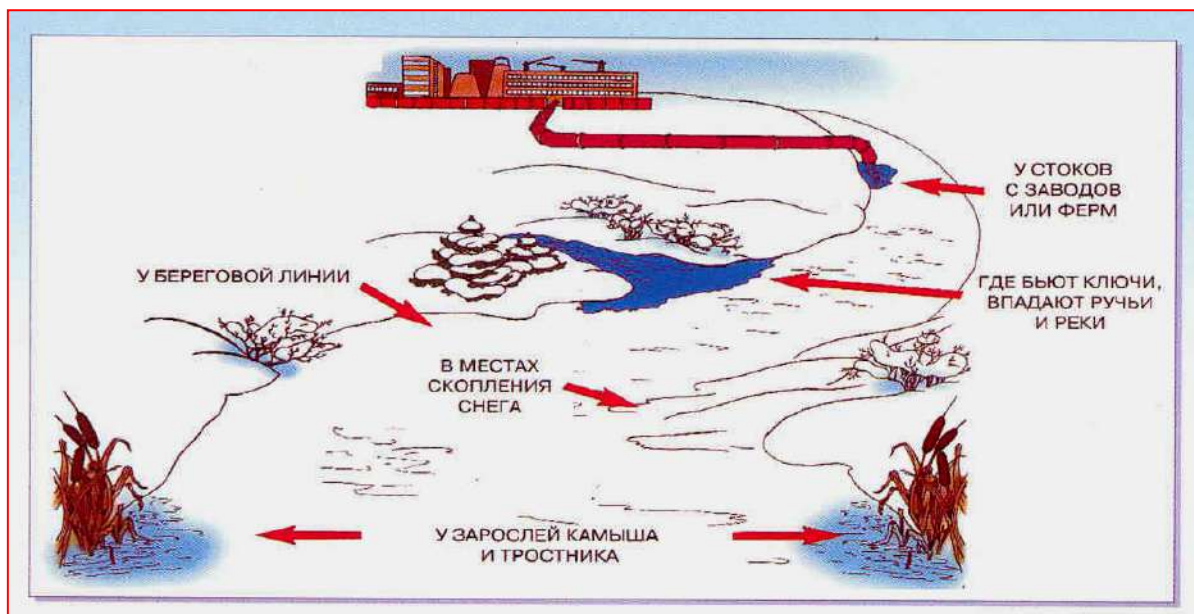 У СТОКОВ
С ЗАВОДОВ
ИЛИ ФЕРМ
У БЕРЕГОВОЙ ЛИНИИ
ГДЕ БЬЮТ КЛЮЧИ,
ВПАДАЮТ РУЧЬИ
И РЕКИ
В МЕСТАХ
СКОПЛЕНИЯ
СНЕГА
У ЗАРОСЛЕЙ КАМЫША
И ТРОСТНИКА